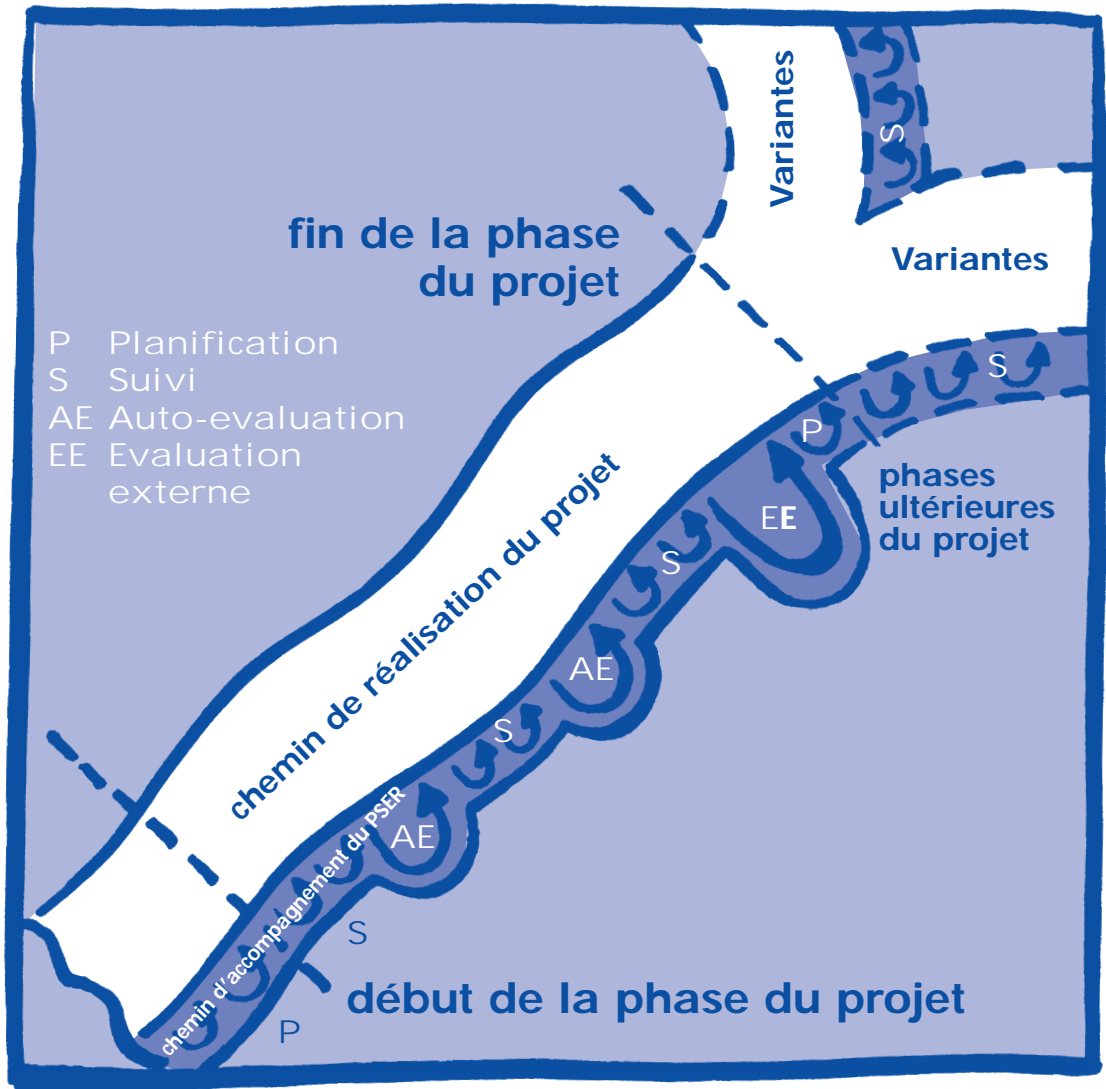 Variantes
S
Variantes
fin de la phase
du projet
P Planification
S Suivi
AE Auto-evaluation
EE Evaluation
externe
S
P
phases
ultérieures
du projet
EE
S
chemin de réalisation du projet
AE
S
AE
chemin d'accompagnement du PSER
S
début de la phase du projet
P